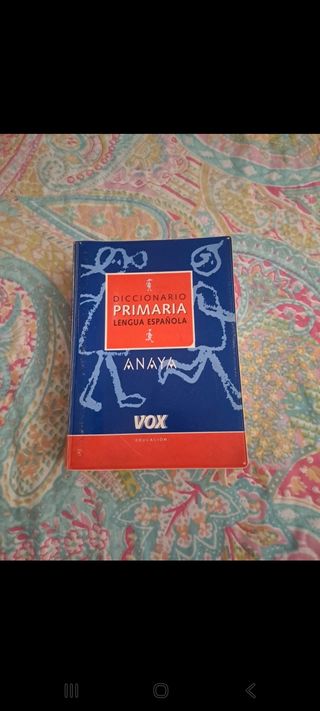 DICCIONARIO
PRIMARIA
LENGUA ESPAÑOLA
ANAYA
VOX
EDUCACIÓN